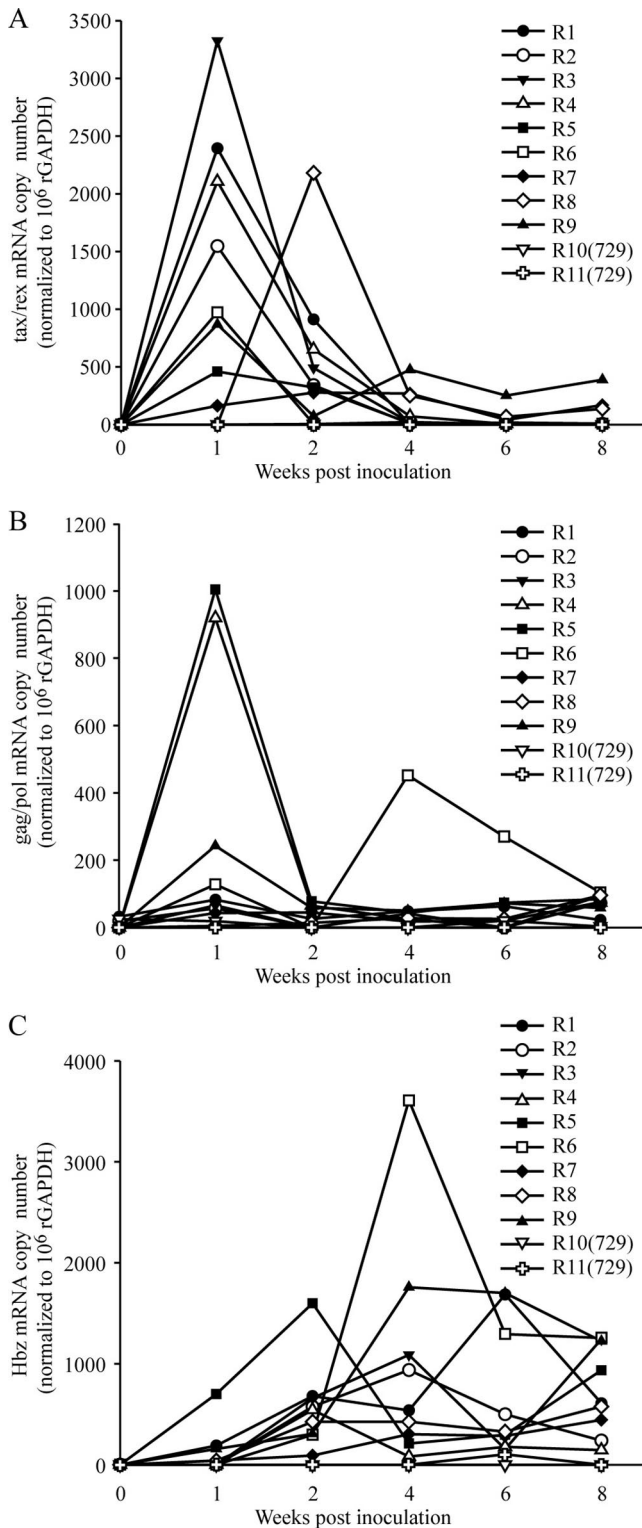 A
tax/rex mRNA copy number
(normalized to 10⁶ rGAPDH)
3500
3000
2500
2000
1500
1000
500
0
0 1 2 4 6 8
Weeks post inoculation
R1
R2
R3
R4
R5
R6
R7
R8
R9
R10(729)
R11(729)
B
gag/pol mRNA copy number
(normalized to 10⁶ rGAPDH)
1200
1000
800
600
400
200
0
0 1 2 4 6 8
Weeks post inoculation
R1
R2
R3
R4
R5
R6
R7
R8
R9
R10(729)
R11(729)
C
Hbz mRNA copy number
(normalized to 10⁶ rGAPDH)
4000
3000
2000
1000
0
0 1 2 4 6 8
Weeks post inoculation
R1
R2
R3
R4
R5
R6
R7
R8
R9
R10(729)
R11(729)